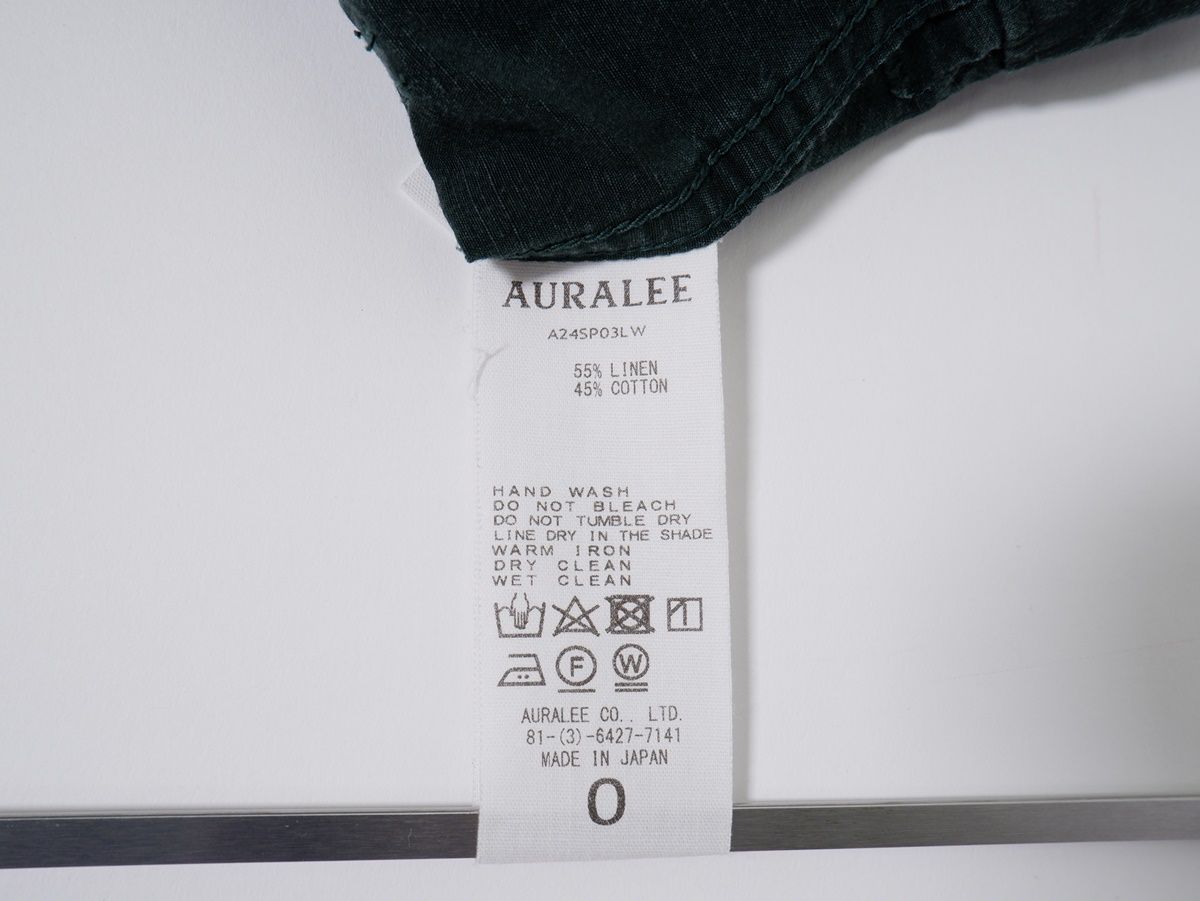 AURALEE
A24SP03LW
55% LINEN
45% COTTON
HAND WASH
DO NOT BLEACH
DO NOT TUMBLE DRY
LINE DRY IN THE SHADE
WARM IRON
DRY CLEAN
WET CLEAN
F W
AURALEE CO., LTD.
81-(3)-6427-7141
MADE IN JAPAN
0